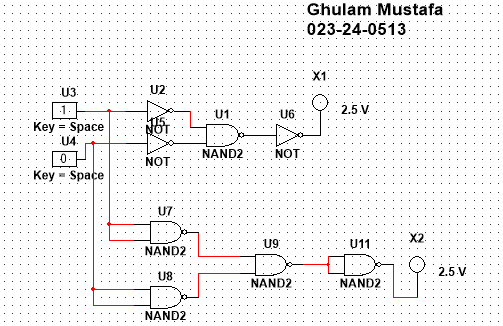 Ghulam Mustafa
023-24-0513
X1
2.5 V
U3
1
Key = Space
U2
NOT
U5
NOT
U1
NAND2
U6
NOT
U4
0
Key = Space
U7
NAND2
U9
NAND2
U11
NAND2
X2
2.5 V
U8
NAND2